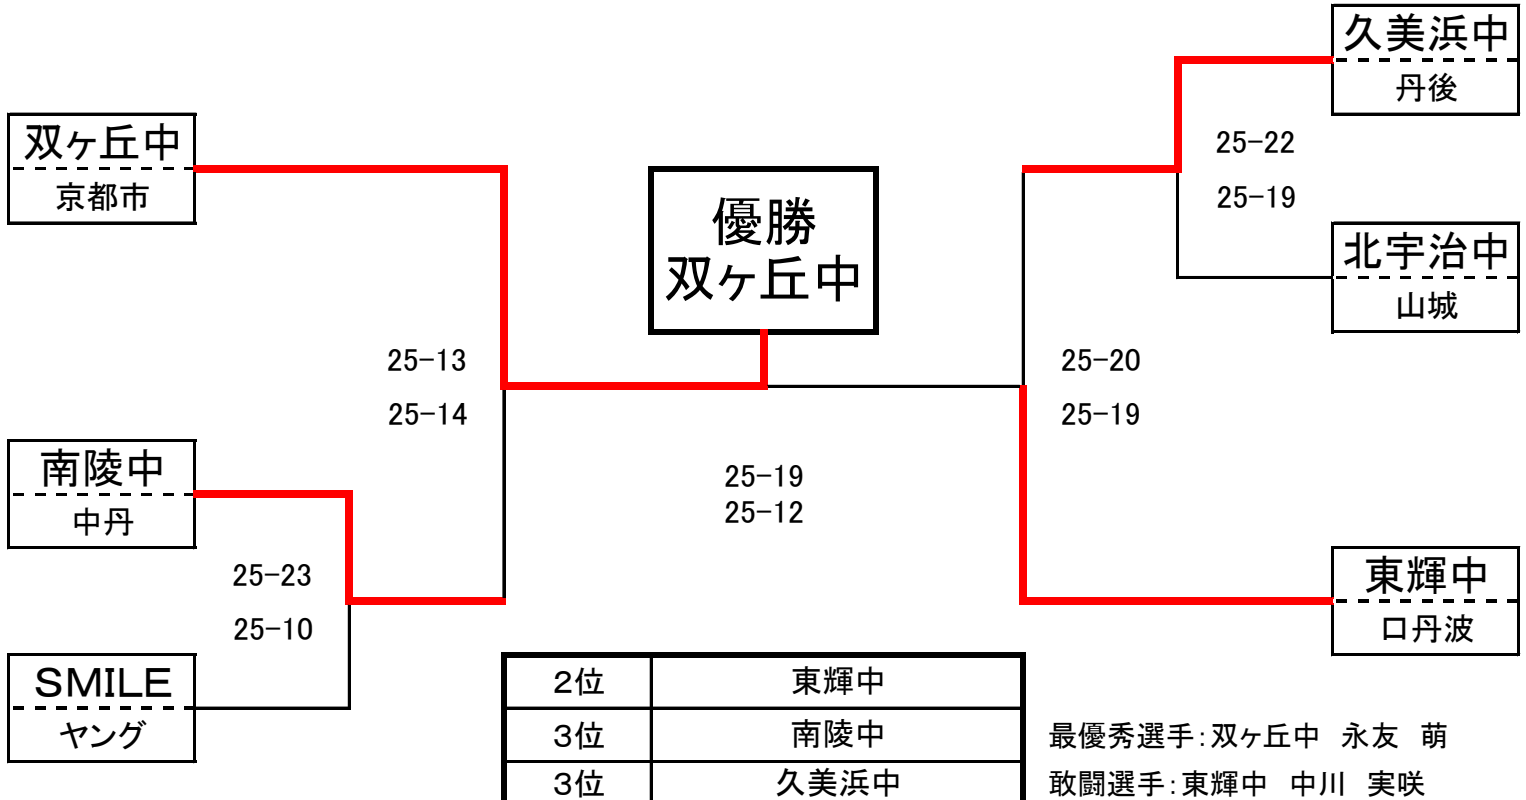 久美浜中
丹後
双ヶ丘中
京都市
25-22
25-19
優勝
双ヶ丘中
北宇治中
山城
25-13
25-14
25-20
25-19
南陵中
中丹
25-19
25-12
25-23
25-10
東輝中
口丹波
SMILE
ヤング
2位 東輝中
3位 南陵中
3位 久美浜中
最優秀選手:双ヶ丘中 永友 萌
敢闘選手:東輝中 中川 実咲